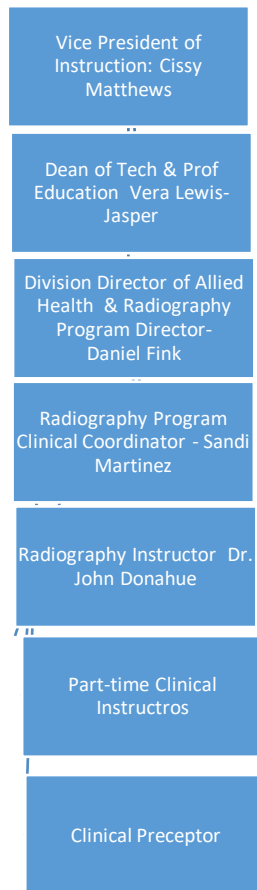 Vice President of
Instruction: Cissy
Matthews
Dean of Tech & Prof
Education  Vera Lewis-
Jasper
Division Director of Allied
Health  & Radiography
Program Director-
Daniel Fink
Radiography Program
Clinical Coordinator - Sandi
Martinez
Radiography Instructor  Dr.
John Donahue
Part-time Clinical
Instructros
Clinical Preceptor